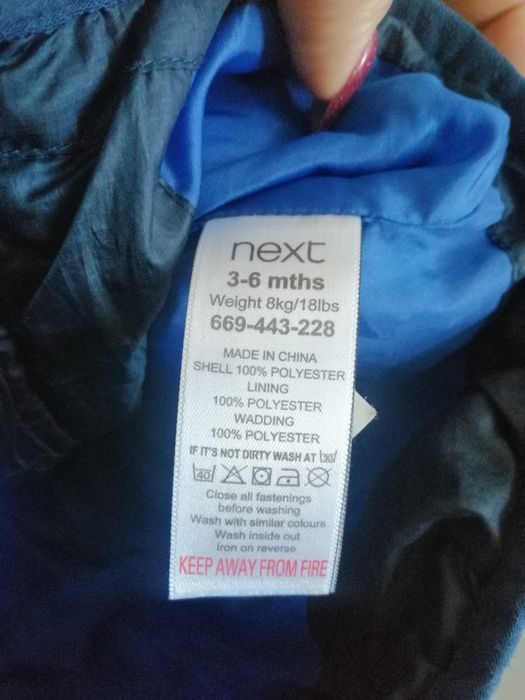 next
3-6 mths
Weight 8kg/18lbs
669-443-228
MADE IN CHINA
SHELL 100% POLYESTER
LINING
100% POLYESTER
WADDING
100% POLYESTER
IF IT'S NOT DIRTY WASH AT 30
40
Close all fastenings
before washing
Wash with similar colours
Wash inside out
Iron on reverse
KEEP AWAY FROM FIRE